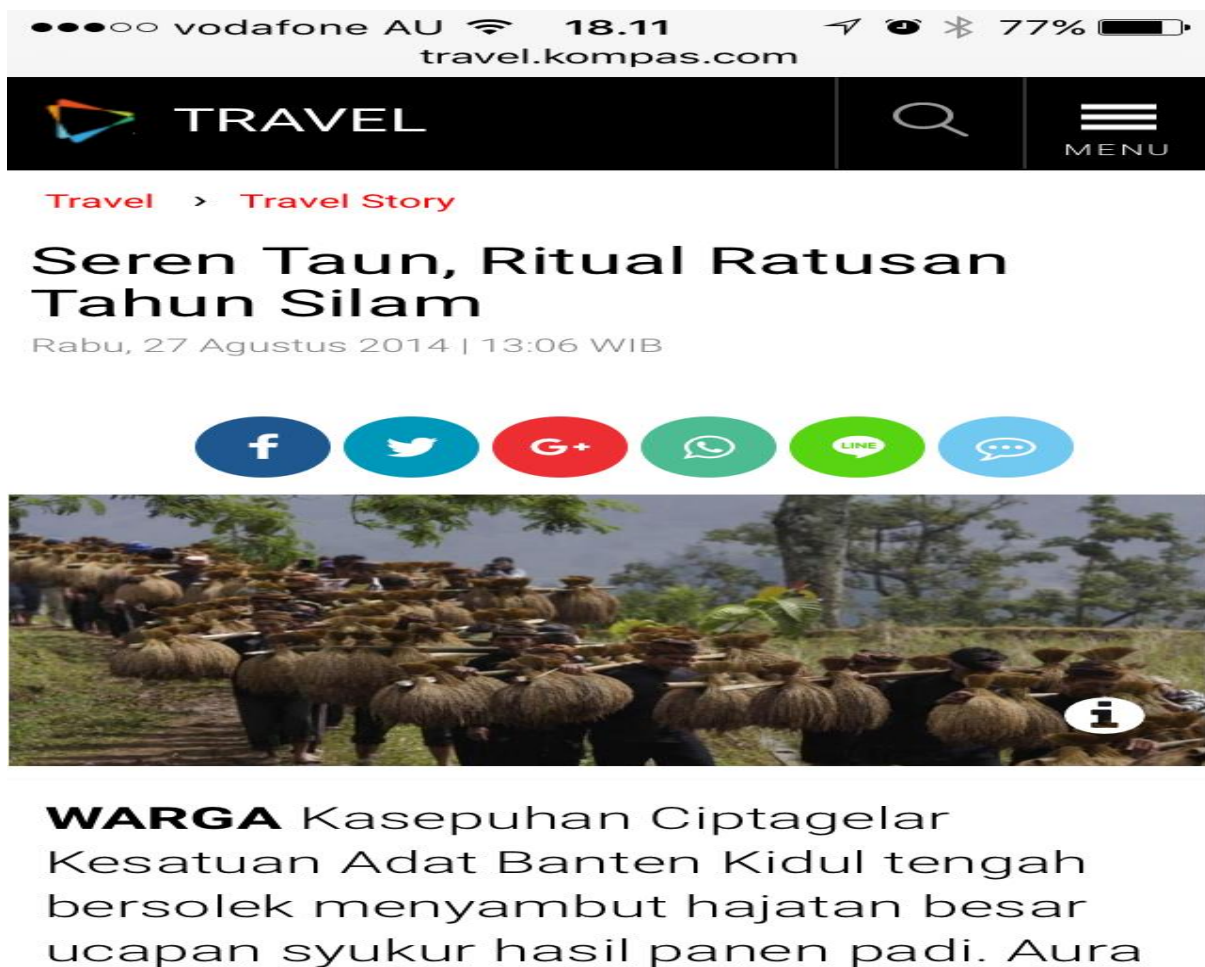 vodafone AU 18.11 77%
travel.kompas.com
TRAVEL
MENU
Travel > Travel Story
Seren Taun, Ritual Ratusan
Tahun Silam
Rabu, 27 Agustus 2014 | 13:06 WIB
f G+ LINE
i
WARGA Kasepuhan Ciptagelar
Kesatuan Adat Banten Kidul tengah
bersolek menyambut hajatan besar
ucapan syukur hasil panen padi. Aura